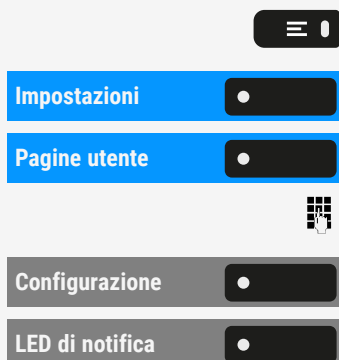 Impostazioni
Pagine utente
Configurazione
LED di notifica